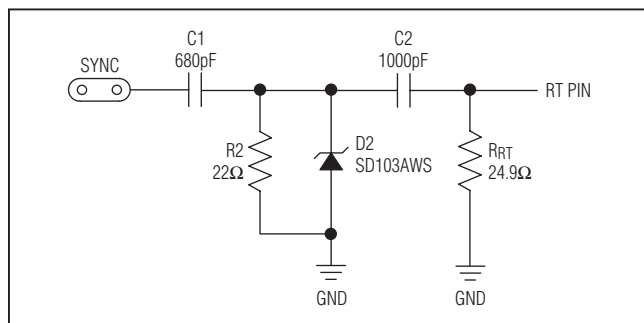 SYNC
C1
680pF
C2
1000pF
RT PIN
R2
22Ω
D2
SD103AWS
RRT
24.9Ω
GND
GND